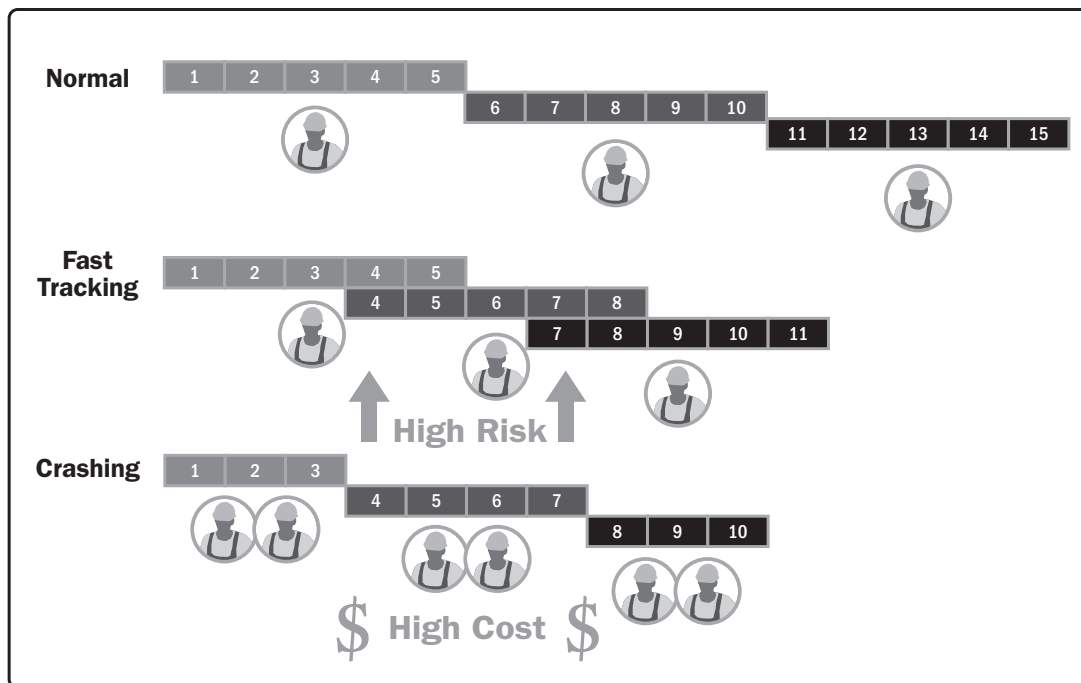 Normal
1 2 3 4 5
6 7 8 9 10
11 12 13 14 15
Fast
Tracking
1 2 3 4 5
4 5 6 7 8
7 8 9 10 11
High Risk
Crashing
1 2 3
4 5 6 7
8 9 10
$ High Cost $